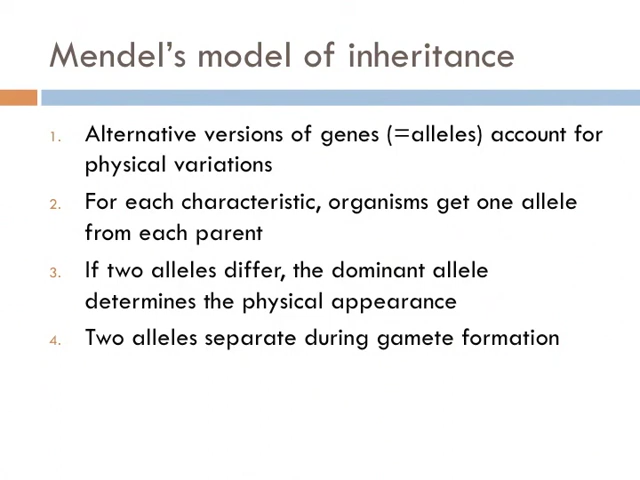 Mendel's model of inheritance
1. Alternative versions of genes (=alleles) account for
physical variations
2. For each characteristic, organisms get one allele
from each parent
3. If two alleles differ, the dominant allele
determines the physical appearance
4. Two alleles separate during gamete formation